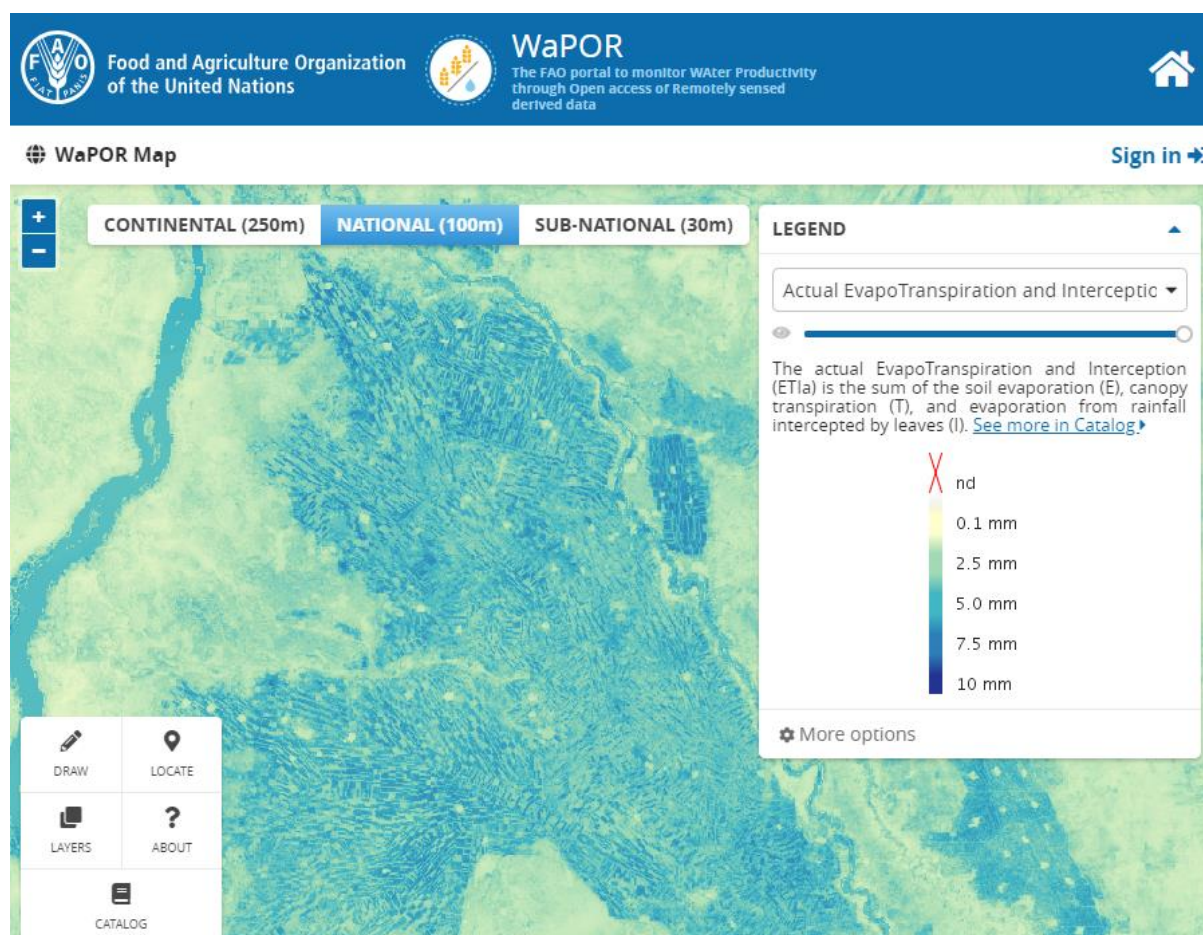 F A O
FIAT PANIS
Food and Agriculture Organization
of the United Nations
WaPOR
The FAO portal to monitor WAter Productivity
through Open access of Remotely sensed
derived data
WaPOR Map
Sign in
+
−
CONTINENTAL (250m)
NATIONAL (100m)
SUB-NATIONAL (30m)
LEGEND
Actual EvapoTranspiration and Interceptic
The actual EvapoTranspiration and Interception
(ETIa) is the sum of the soil evaporation (E), canopy
transpiration (T), and evaporation from rainfall
intercepted by leaves (I). See more in Catalog
nd
0.1 mm
2.5 mm
5.0 mm
7.5 mm
10 mm
More options
DRAW
LOCATE
LAYERS
?
ABOUT
CATALOG